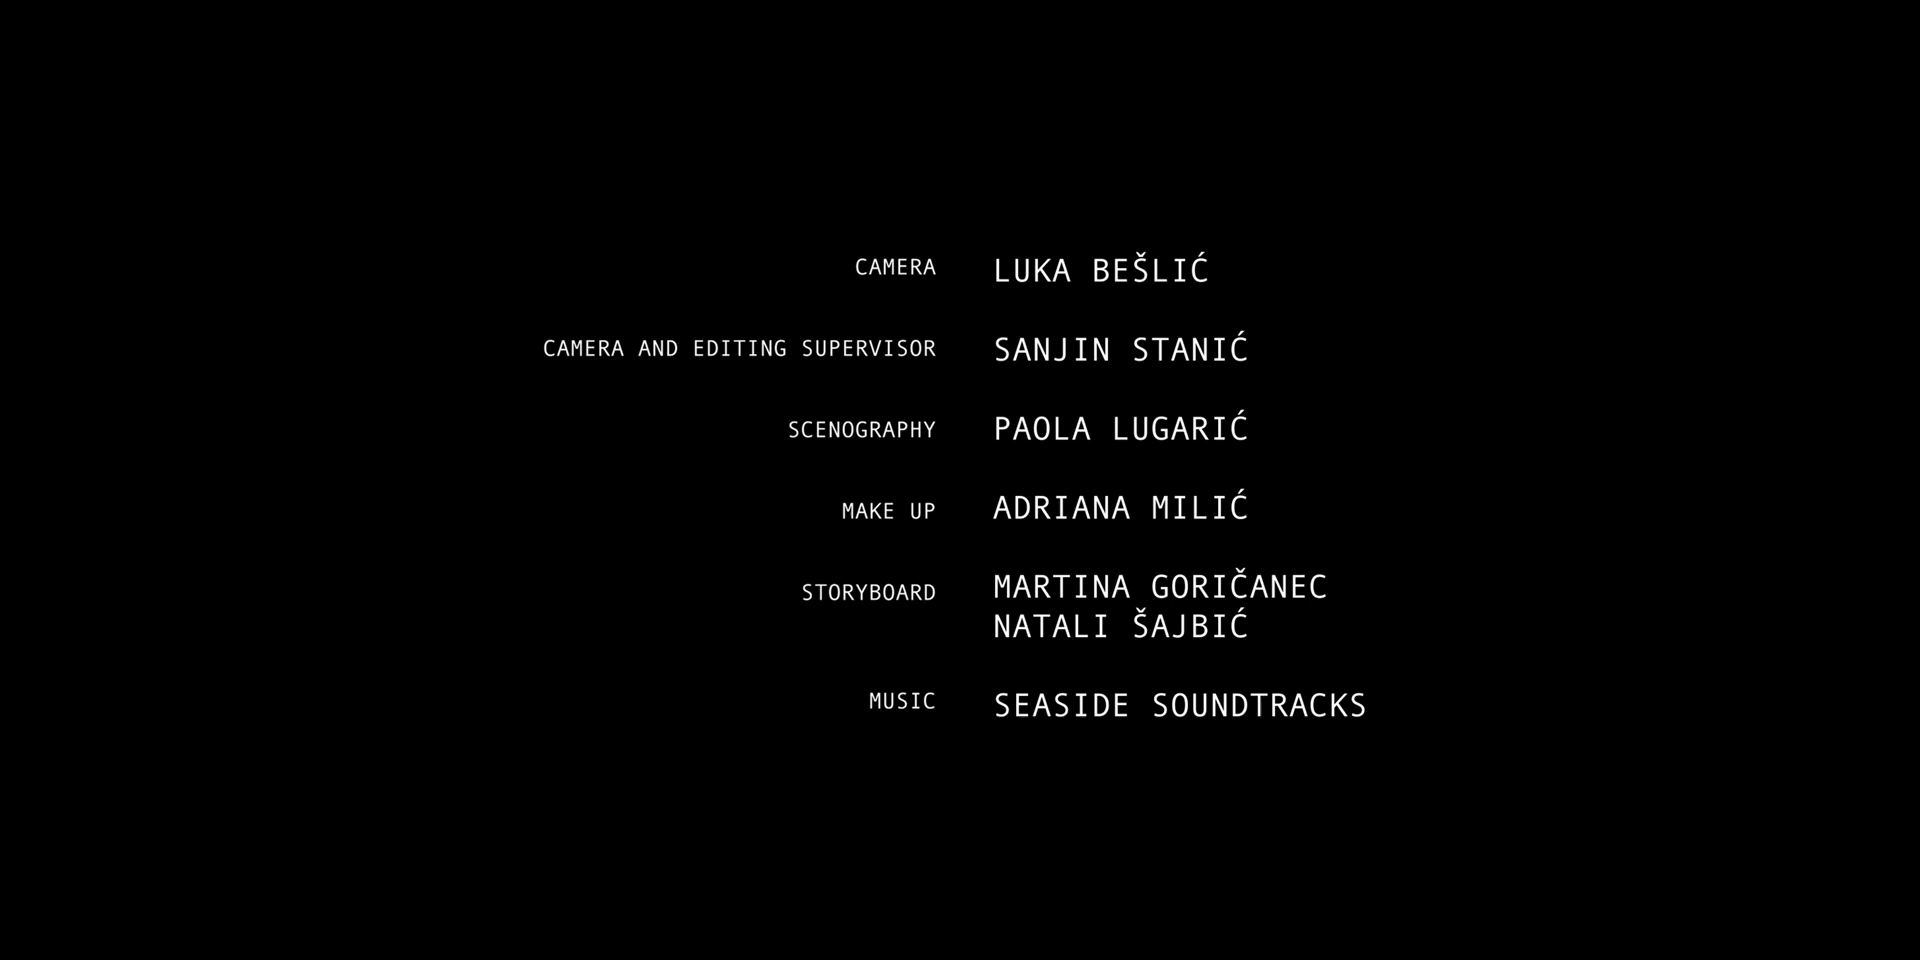 CAMERA LUKA BEŠLIĆ
CAMERA AND EDITING SUPERVISOR SANJIN STANIĆ
SCENOGRAPHY PAOLA LUGARIĆ
MAKE UP ADRIANA MILIĆ
STORYBOARD MARTINA GORIČANEC
NATALI ŠAJBIĆ
MUSIC SEASIDE SOUNDTRACKS